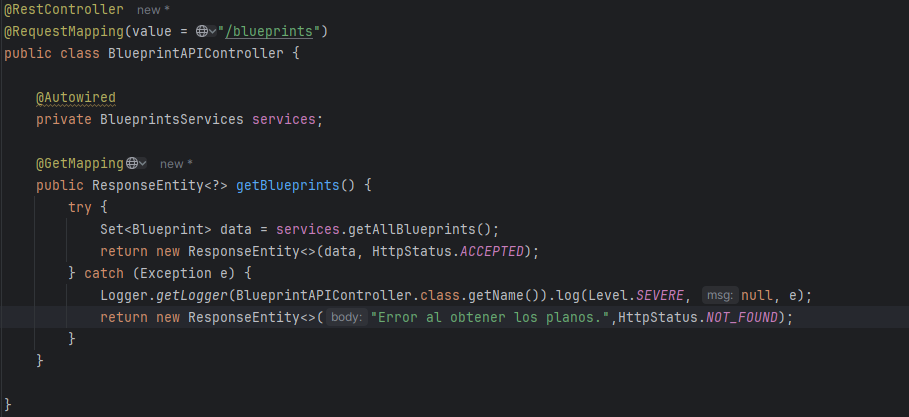 @RestController new *
@RequestMapping(value = "/blueprints")
public class BlueprintAPIController {
@Autowired
private BlueprintsServices services;
@GetMapping new *
public ResponseEntity<?> getBlueprints() {
try {
Set<Blueprint> data = services.getAllBlueprints();
return new ResponseEntity<>(data, HttpStatus.ACCEPTED);
} catch (Exception e) {
Logger.getLogger(BlueprintAPIController.class.getName()).log(Level.SEVERE, msg: null, e);
return new ResponseEntity<>( body: "Error al obtener los planos.",HttpStatus.NOT_FOUND);
}
}
}